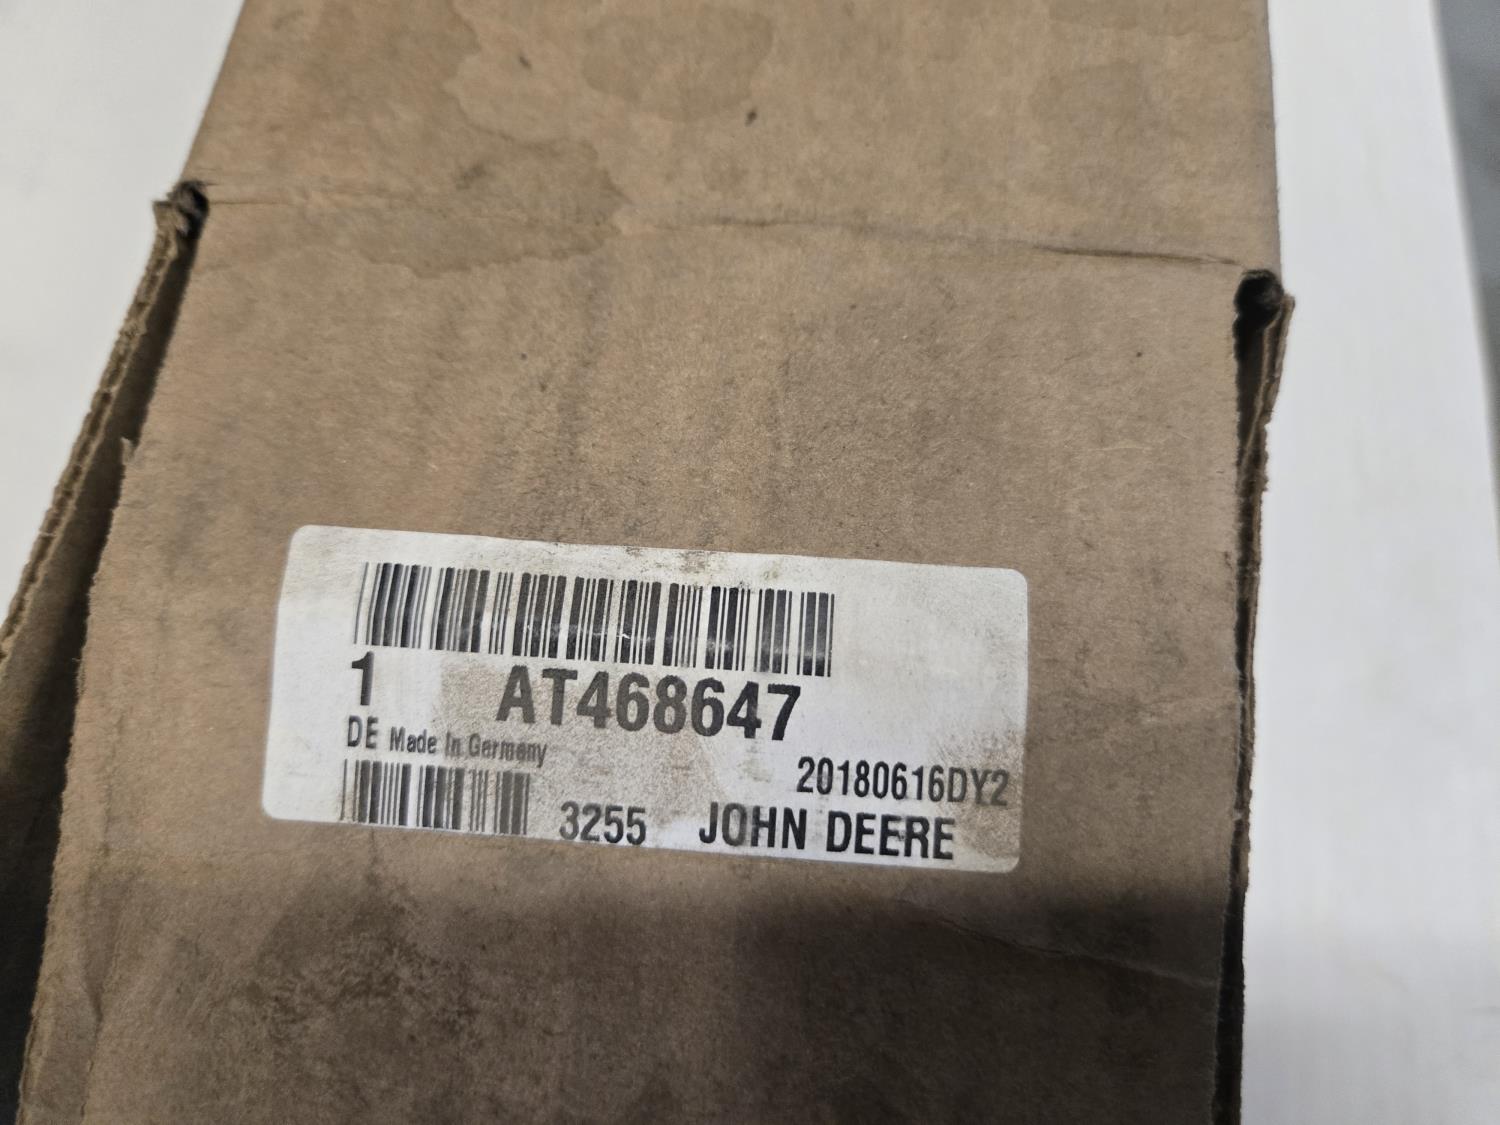 1 AT468647
DE Made In Germany
20180616DY2
3255 JOHN DEERE